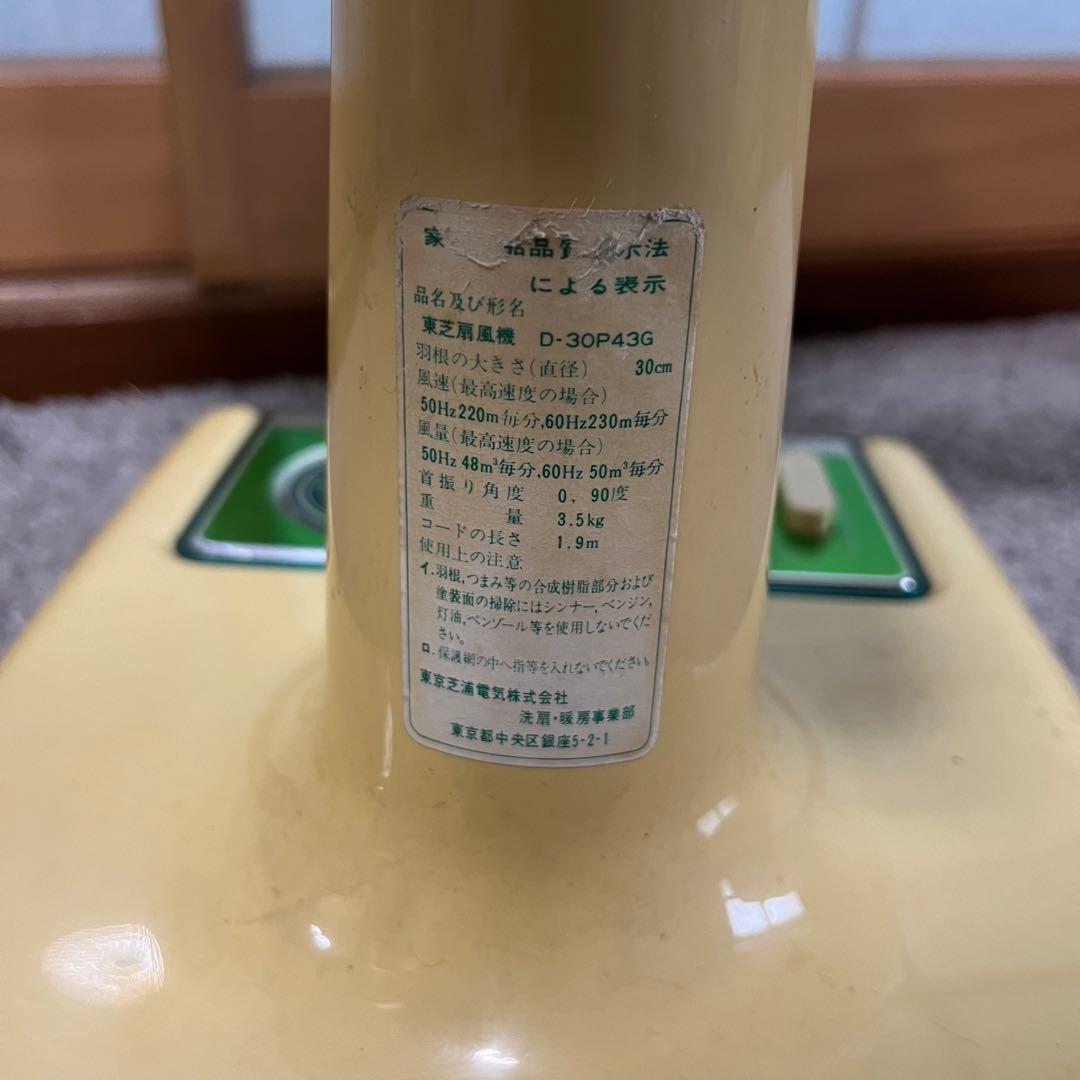 家 品質 示法
による表示
品名及び形名
東芝扇風機 D-30P43G
羽根の大きさ(直径) 30cm
風速(最高速度の場合)
50Hz220m毎分,60Hz230m毎分
風量(最高速度の場合)
50Hz 48m³毎分,60Hz 50m³毎分
首振り角度 0, 90度
重量 3.5kg
コードの長さ 1.9m
使用上の注意
イ.羽根,つまみ等の合成樹脂部分および
塗装面の掃除にはシンナー,ベンジン,
灯油,ベンゾール等を使用しないでくだ
さい。
ロ.保護網の中へ指等を入れないでください。
東京芝浦電気株式会社
洗扇・暖房事業部
東京都中央区銀座5-2-1